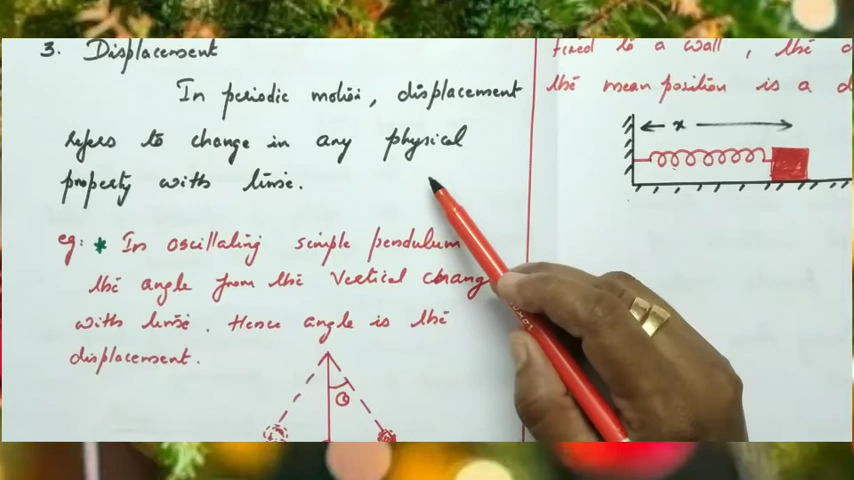 3. Displacement
In periodic motion, displacement
refers to change in any physical
property with time.
eg: * In oscillating simple pendulum
the angle from the vertical chang
with time. Hence angle is the
displacement.
θ
fixed to a wall, the
the mean position is a
x